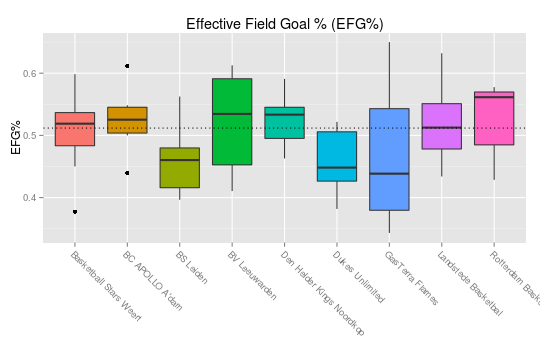 Effective Field Goal % (EFG%)
EFG%
0.6
0.5
0.4
Basketball Stars Weert
BC APOLLO A'dam
BS Leiden
BV Leeuwarden
Den Helder Kings Noordkop
Dukes Unlimited
GasTerra Flames
Landstede Basketbal
Rotterdam Bask